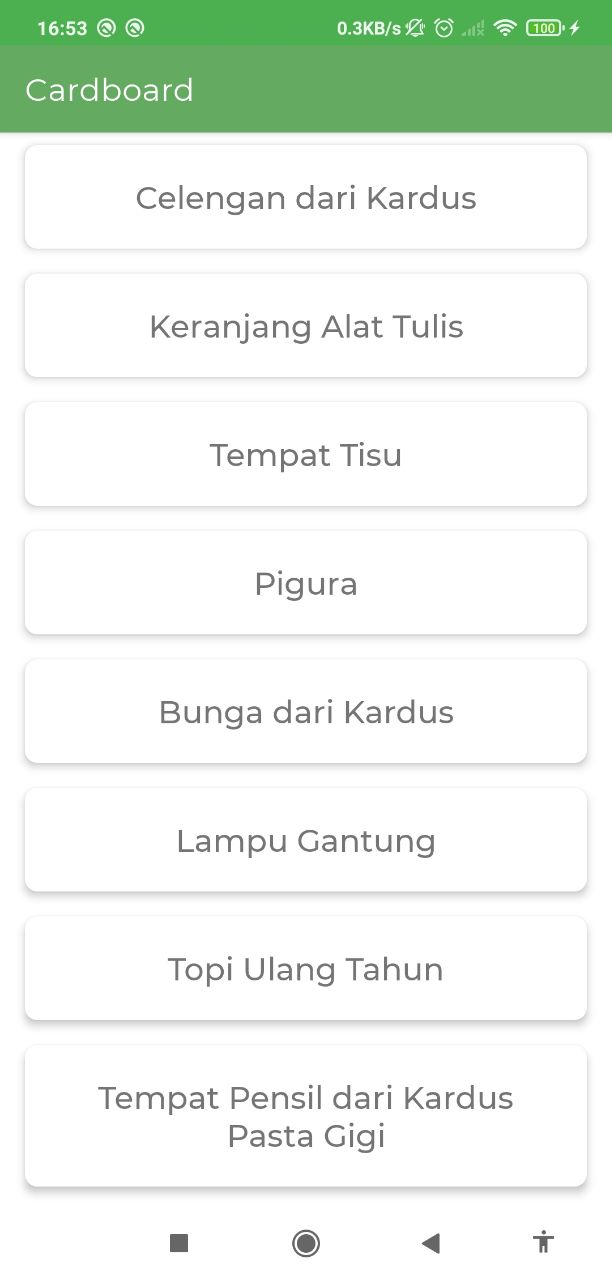 16:53
0.3KB/s
100
Cardboard
Celengan dari Kardus
Keranjang Alat Tulis
Tempat Tisu
Pigura
Bunga dari Kardus
Lampu Gantung
Topi Ulang Tahun
Tempat Pensil dari Kardus
Pasta Gigi